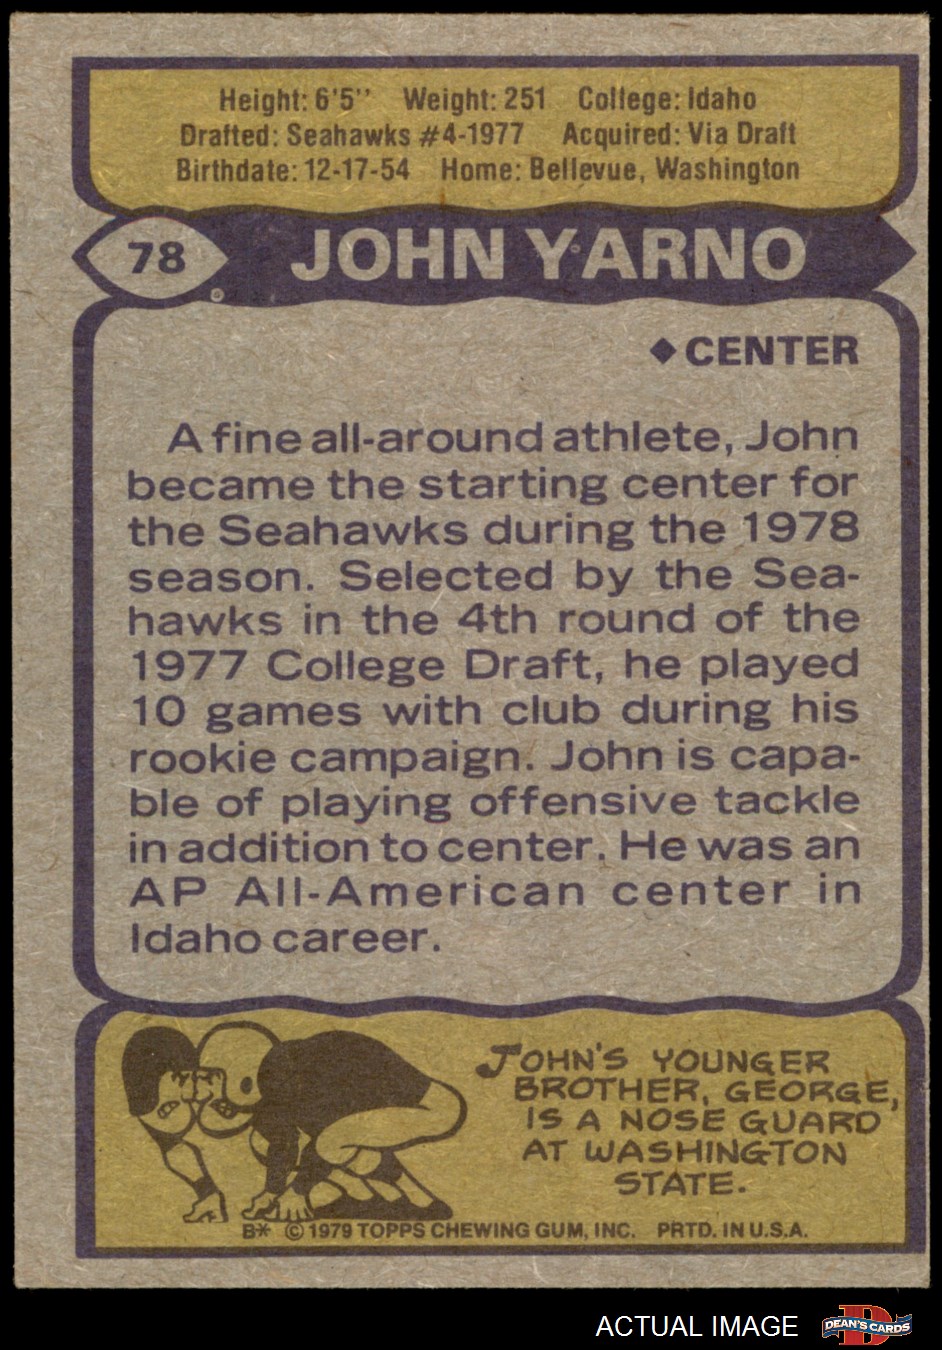 Height: 6'5" Weight: 251 College: Idaho
Drafted: Seahawks #4-1977 Acquired: Via Draft
Birthdate: 12-17-54 Home: Bellevue, Washington
78 JOHN YARNO
◆CENTER
A fine all-around athlete, John
became the starting center for
the Seahawks during the 1978
season. Selected by the Sea-
hawks in the 4th round of the
1977 College Draft, he played
10 games with club during his
rookie campaign. John is capa-
ble of playing offensive tackle
in addition to center. He was an
AP All-American center in
Idaho career.
JOHN'S YOUNGER
BROTHER, GEORGE,
IS A NOSE GUARD
AT WASHINGTON
STATE.
B* © 1979 TOPPS CHEWING GUM, INC. PRTD. IN U.S.A.
ACTUAL IMAGE DEAN'S CARDS